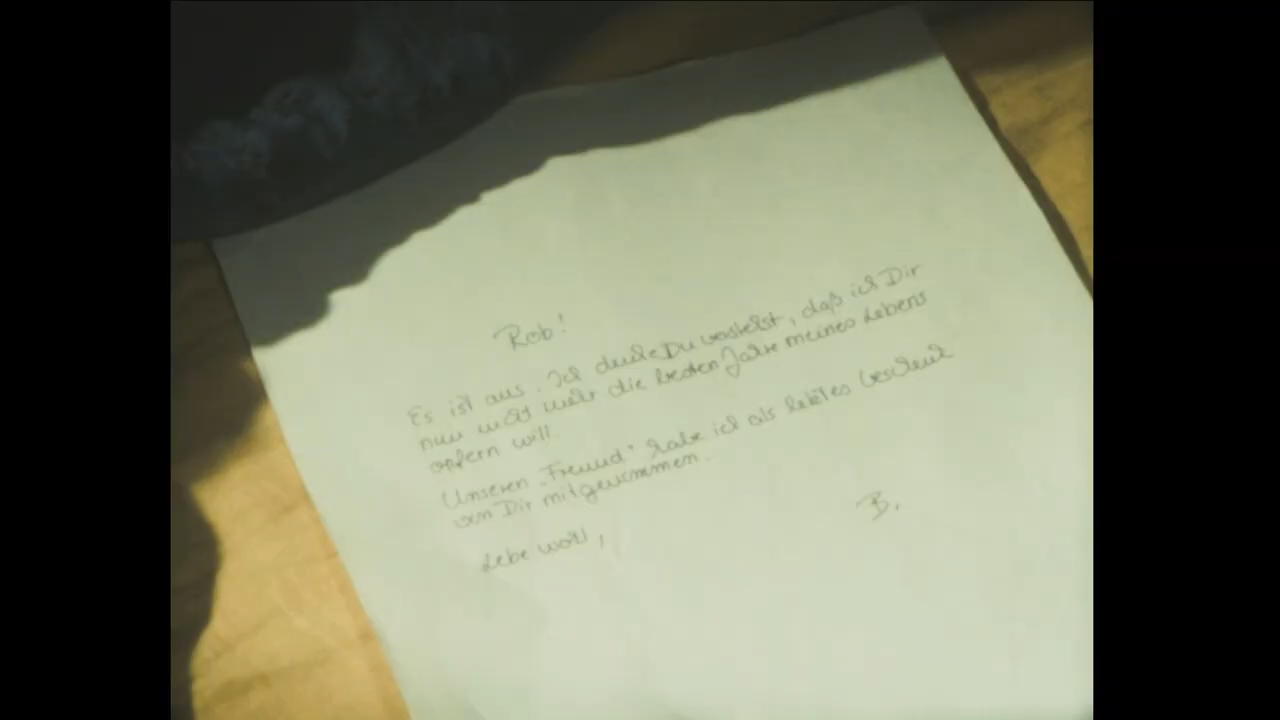 Rob!
Es ist aus. Ich denke Du verstehst, daß ich Dir
nun nicht mehr die besten Jahre meines Lebens
opfern will.
Unseren „Freund" habe ich als letztes Geschenk
von Dir mitgenommen.
Lebe wohl,
B.